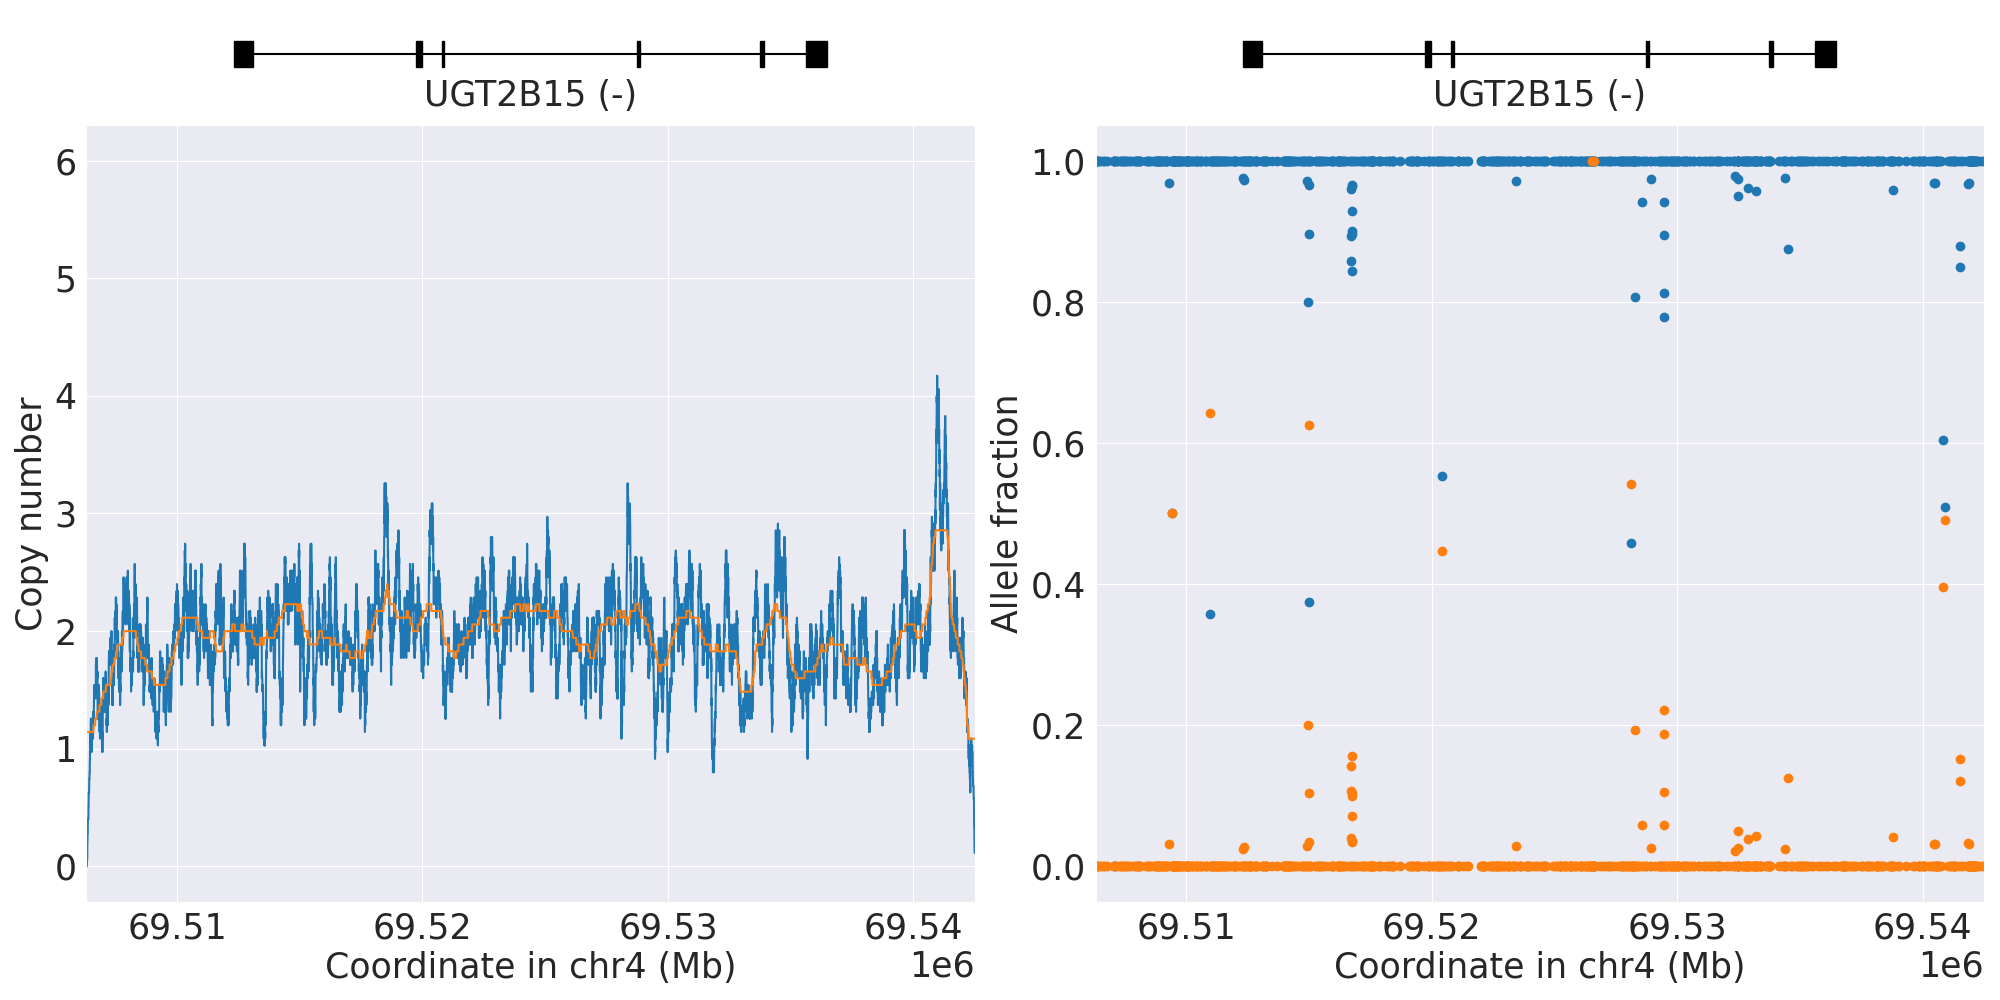 UGT2B15 (-)
6
5
4
3
2
1
0
Copy number
69.51 69.52 69.53 69.54
Coordinate in chr4 (Mb)
1e6
UGT2B15 (-)
1.0
0.8
0.6
0.4
0.2
0.0
Allele fraction
69.51 69.52 69.53 69.54
Coordinate in chr4 (Mb)
1e6